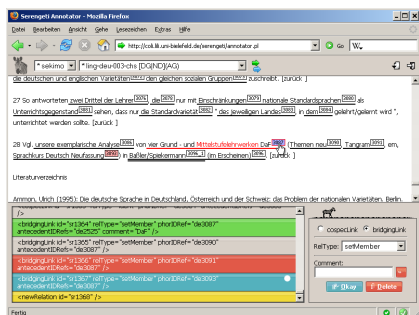 Serengeti Annotator - Mozilla Firefox
Datei Bearbeiten Ansicht Gehe Lesezeichen Extras Hilfe
http://coli.lili.uni-bielefeld.de/serengeti/annotator.pl Go
* sekimo * ling-deu-003-chs [DG(ND)](AG)
die deutschen und englischen Varietäten den gleichen sozialen Gruppen zuschreibt. [zurück ]
27 So antworteten zwei Drittel der Lehrer, die nur mit Einschränkungen nationale Standardsprachen als
Unterrichtsgegenstand sehen, dass nur die Standardvarietät " des jeweiligen Landes, in dem gelehrt/gelernt wird ",
unterrichtet werden sollte. [zurück ]
28 Vgl. unsere exemplarische Analyse von vier Grund - und Mittelstufelehrwerken DaF (Themen neu, Tangram, em,
Sprachkurs Deutsch Neufassung) in Baßler/Spiekermann (im Erscheinen). [zurück ]
Literaturverzeichnis
Ammon, Ulrich (1995): Die deutsche Sprache in Deutschland, Österreich und der Schweiz: das Problem der nationalen Varietäten. Berlin.
/>
<bridgingLink id="sr1364" relType="setMember" phorIDRef="de3087"
antecedentIDRefs="de2525" comment="DaF" />
<bridgingLink id="sr1365" relType="setMember" phorIDRef="de3090"
antecedentIDRefs="de3087" />
<bridgingLink id="sr1366" relType="setMember" phorIDRef="de3091"
antecedentIDRefs="de3087" />
<bridgingLink id="sr1367" relType="setMember" phorIDRef="de3093"
antecedentIDRefs="de3087" />
<newRelation id="sr1368" />
cospecLink bridgingLink
RelType: setMember
Comment:
Okay Delete
Fertig